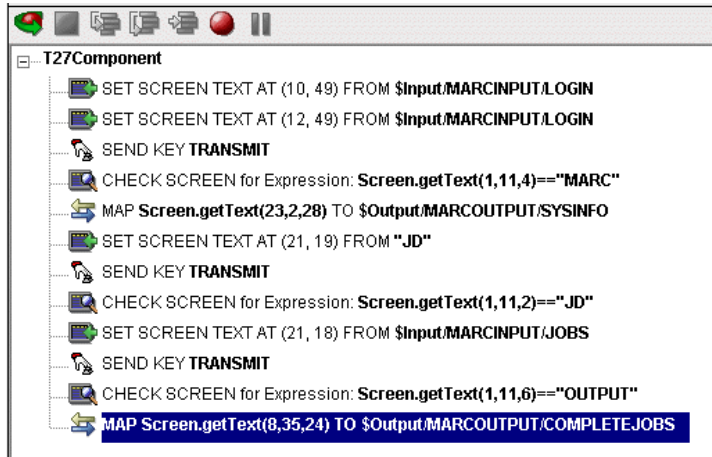 T27Component
SET SCREEN TEXT AT (10, 49) FROM $Input/MARCINPUT/LOGIN
SET SCREEN TEXT AT (12, 49) FROM $Input/MARCINPUT/LOGIN
SEND KEY TRANSMIT
CHECK SCREEN for Expression: Screen.getText(1,11,4)=="MARC"
MAP Screen.getText(23,2,28) TO $Output/MARCOUTPUT/SYSINFO
SET SCREEN TEXT AT (21, 19) FROM "JD"
SEND KEY TRANSMIT
CHECK SCREEN for Expression: Screen.getText(1,11,2)=="JD"
SET SCREEN TEXT AT (21, 18) FROM $Input/MARCINPUT/JOBS
SEND KEY TRANSMIT
CHECK SCREEN for Expression: Screen.getText(1,11,6)=="OUTPUT"
MAP Screen.getText(8,35,24) TO $Output/MARCOUTPUT/COMPLETEJOBS